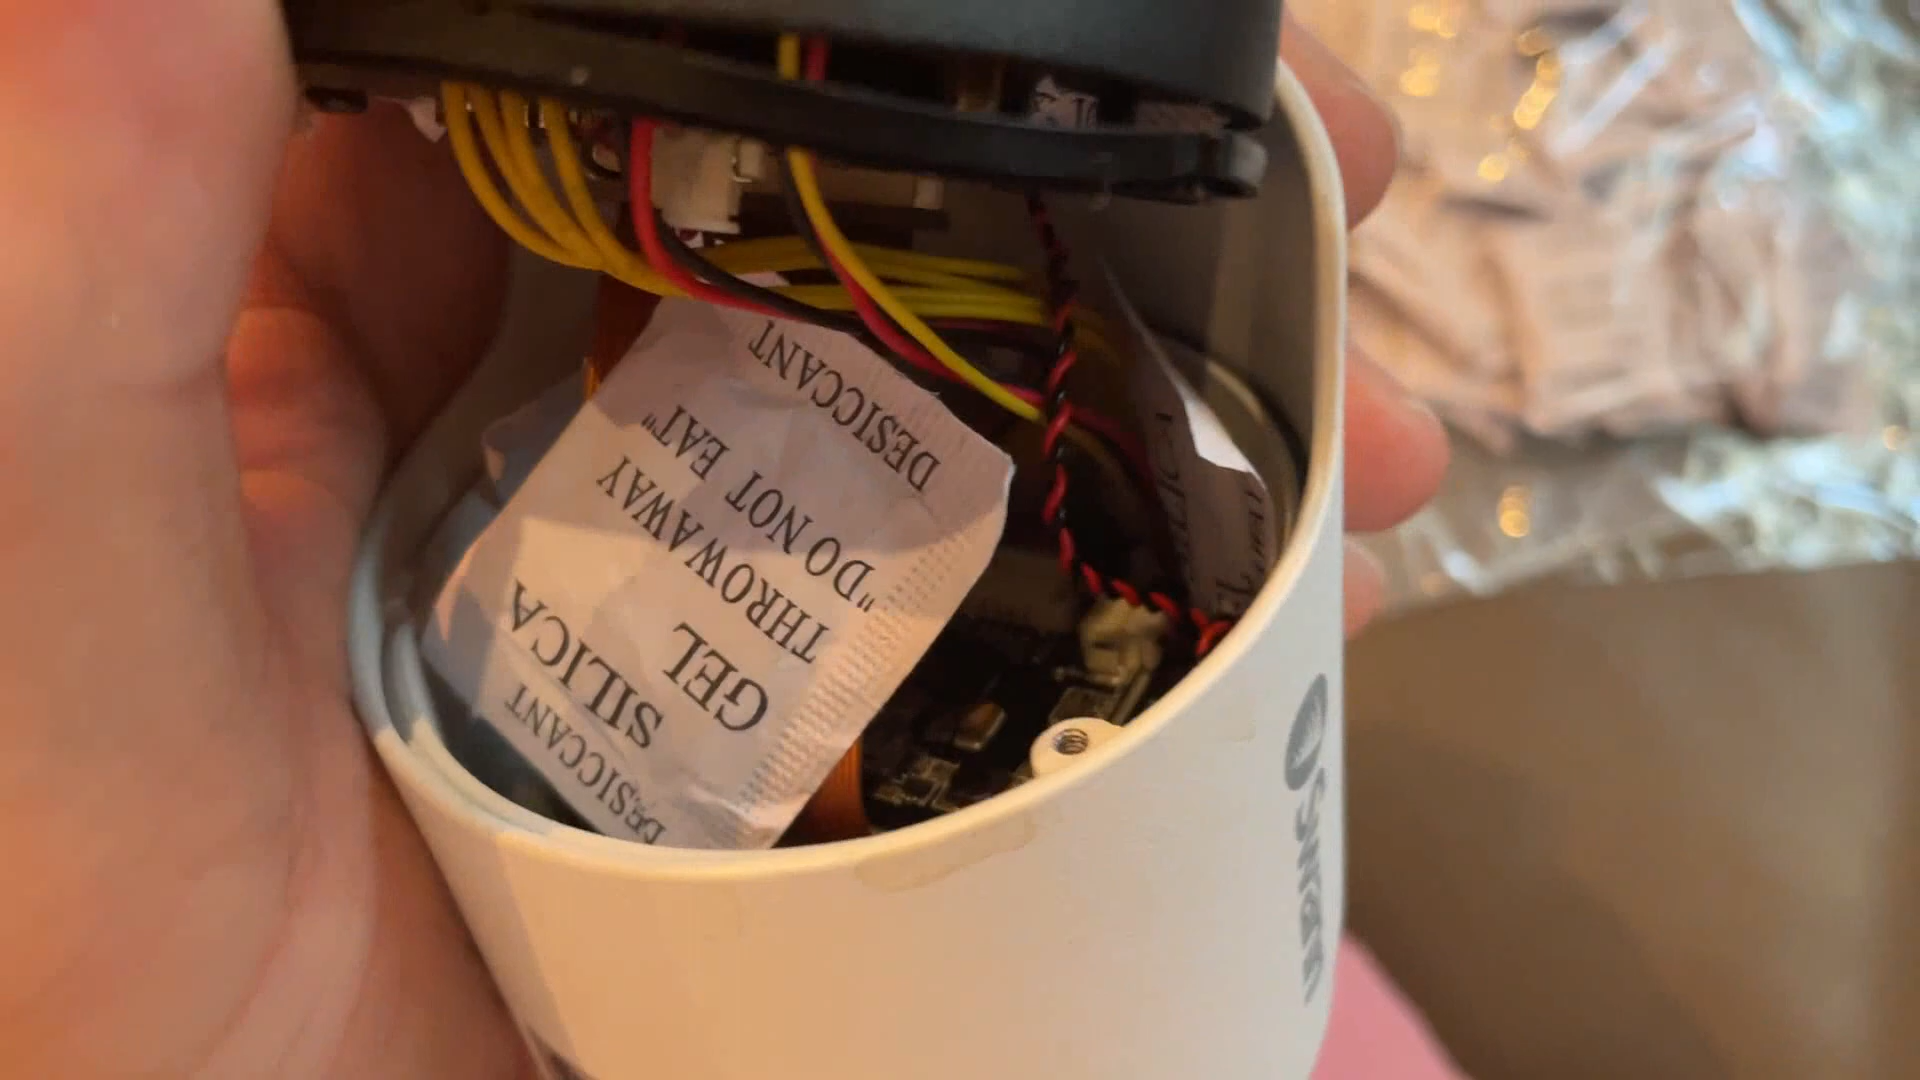 DESICCANT
SILICA
GEL
THROWAWAY
"DO NOT EAT"
DESICCANT
Swann